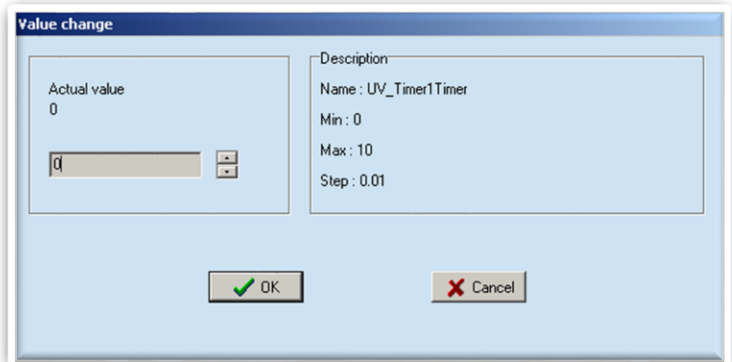 Value change
Actual value
0
0
Description
Name : UV_Timer1Timer
Min : 0
Max : 10
Step : 0.01
OK
Cancel